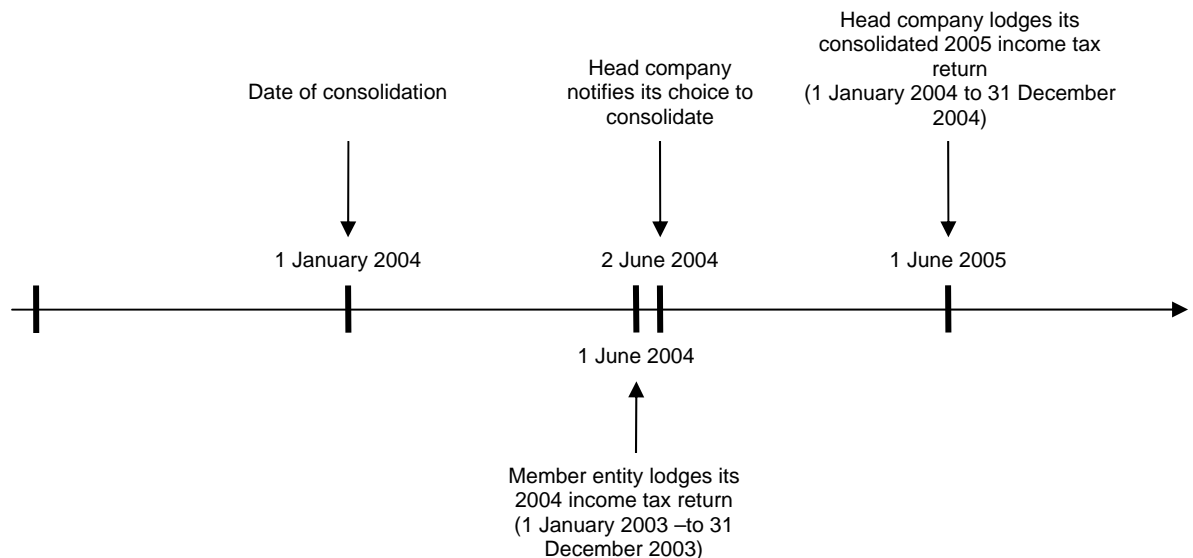 Date of consolidation
Head company
notifies its choice to
consolidate
Head company lodges its
consolidated 2005 income tax
return
(1 January 2004 to 31 December
2004)
1 January 2004
2 June 2004
1 June 2005
1 June 2004
Member entity lodges its
2004 income tax return
(1 January 2003 –to 31
December 2003)